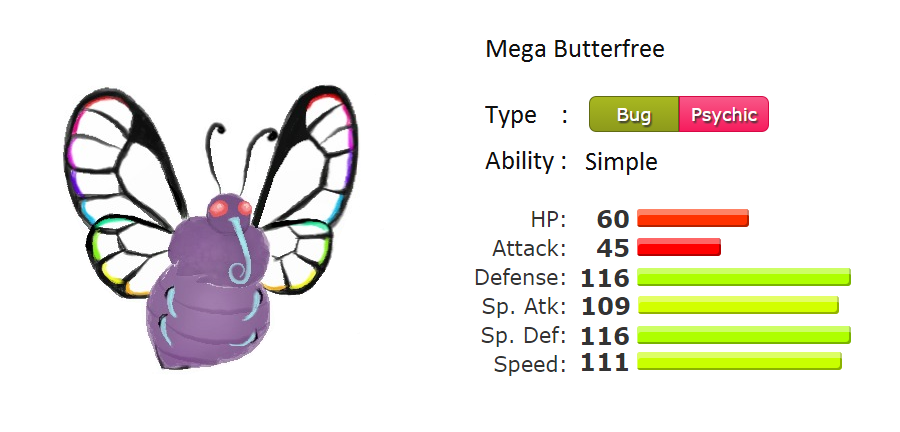 Mega Butterfree
Type : Bug Psychic
Ability : Simple
HP: 60
Attack: 45
Defense: 116
Sp. Atk: 109
Sp. Def: 116
Speed: 111